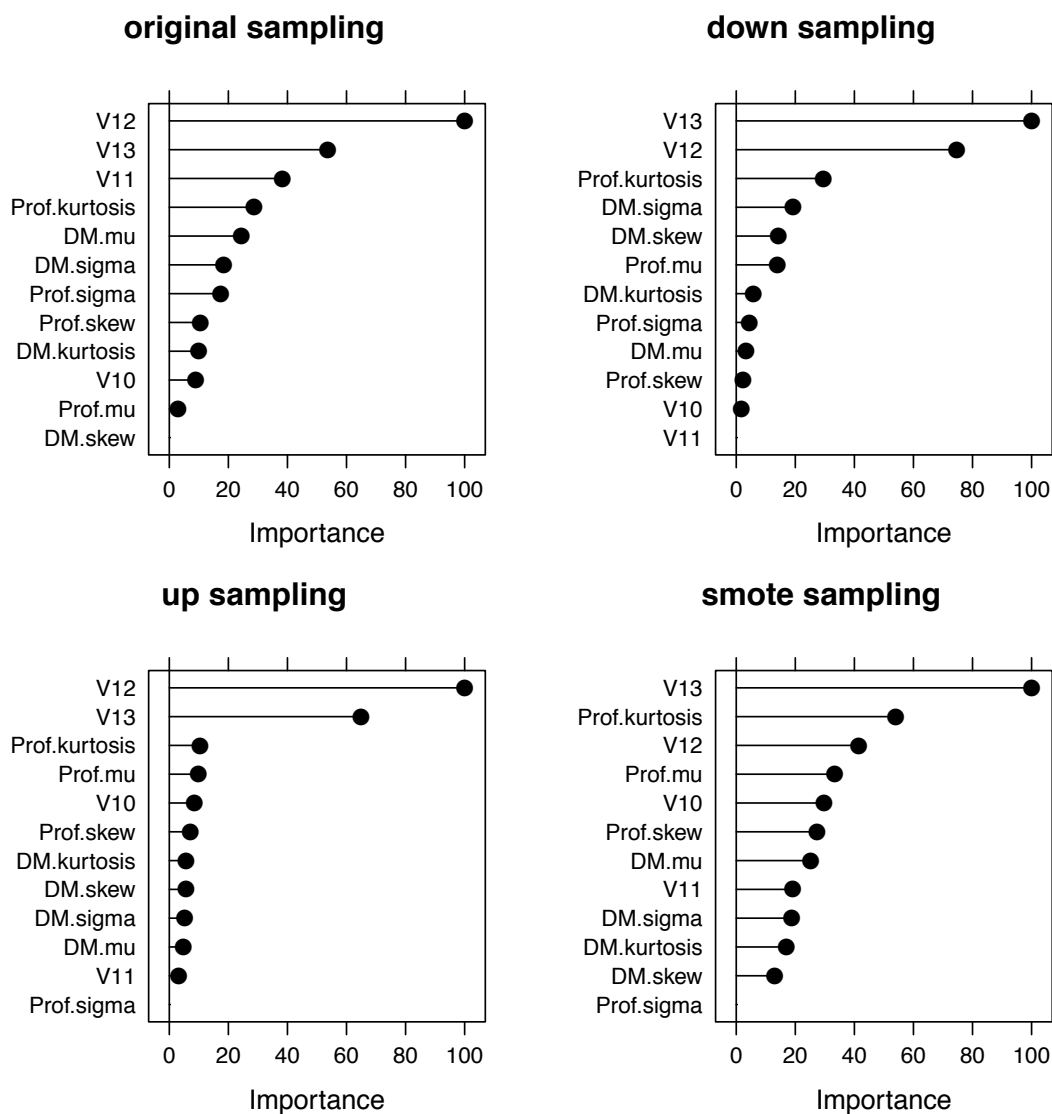 original sampling
V12
V13
V11
Prof.kurtosis
DM.mu
DM.sigma
Prof.sigma
Prof.skew
DM.kurtosis
V10
Prof.mu
DM.skew
0 20 40 60 80 100
Importance
down sampling
V13
V12
Prof.kurtosis
DM.sigma
DM.skew
Prof.mu
DM.kurtosis
Prof.sigma
DM.mu
Prof.skew
V10
V11
0 20 40 60 80 100
Importance
up sampling
V12
V13
Prof.kurtosis
Prof.mu
V10
Prof.skew
DM.kurtosis
DM.skew
DM.sigma
DM.mu
V11
Prof.sigma
0 20 40 60 80 100
Importance
smote sampling
V13
Prof.kurtosis
V12
Prof.mu
V10
Prof.skew
DM.mu
V11
DM.sigma
DM.kurtosis
DM.skew
Prof.sigma
0 20 40 60 80 100
Importance